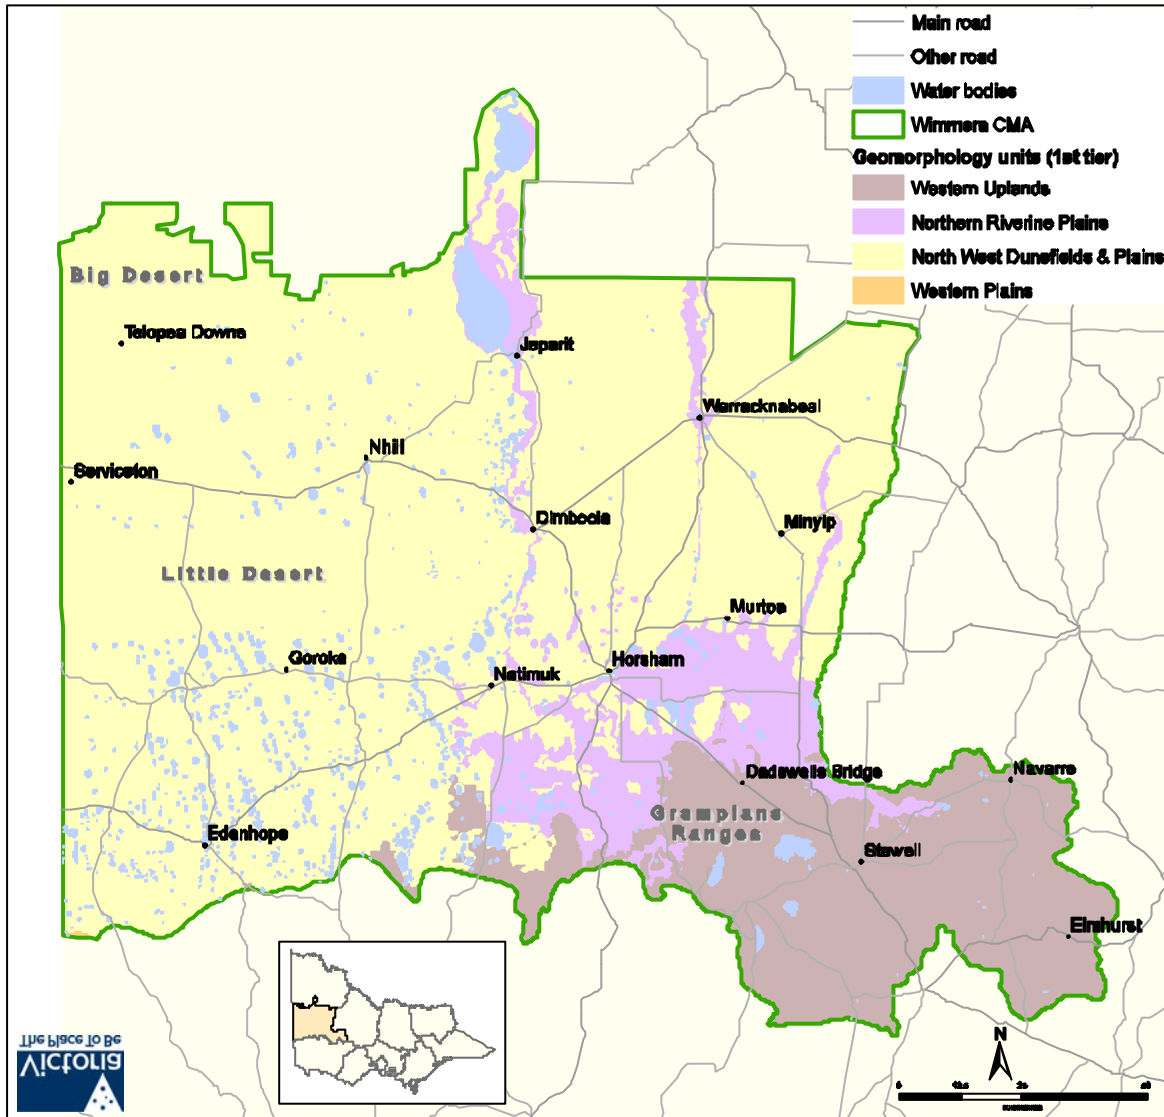 Main road
Other road
Water bodies
Wimmera CMA
Geomorphology units (1st tier)
Western Uplands
Northern Riverine Plains
North West Dunefields & Plains
Western Plains
Big Desert
Telopea Downs
Jeparit
Warracknabeal
Nhill
Serviceton
Dimboola
Minyip
Little Desert
Murtoa
Goroke
Natimuk
Horsham
Dadswells Bridge
Navarre
Grampians
Ranges
Edenhope
Stawell
Elmhurst
The Place To Be
Victoria
N